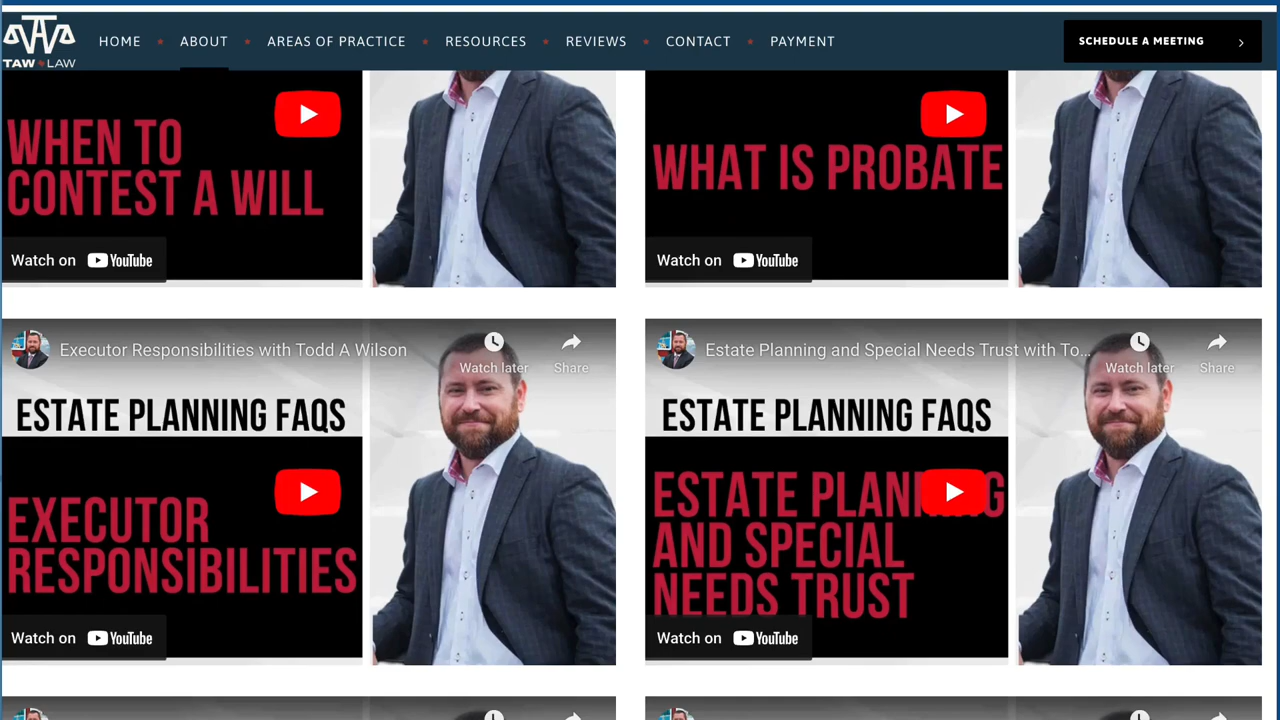 TAW LAW
HOME
ABOUT
AREAS OF PRACTICE
RESOURCES
REVIEWS
CONTACT
PAYMENT
SCHEDULE A MEETING
WHEN TO
CONTEST A WILL
Watch on YouTube
WHAT IS PROBATE
Watch on YouTube
Executor Responsibilities with Todd A Wilson
Watch later
Share
ESTATE PLANNING FAQS
EXECUTOR
RESPONSIBILITIES
Watch on YouTube
Estate Planning and Special Needs Trust with To...
Watch later
Share
ESTATE PLANNING FAQS
ESTATE PLANNING
AND SPECIAL
NEEDS TRUST
Watch on YouTube